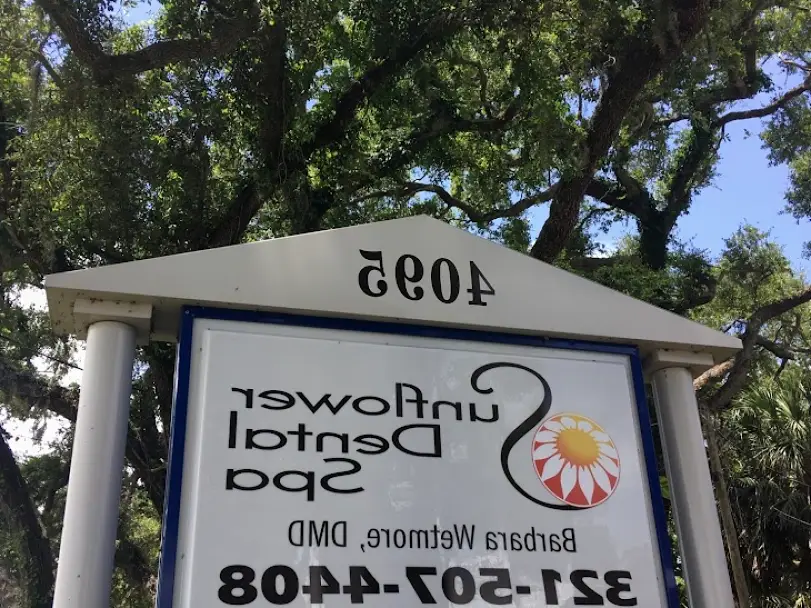 4095
Sunflower
Dental
Spa
Barbara Wetmore, DMD
321-507-4408